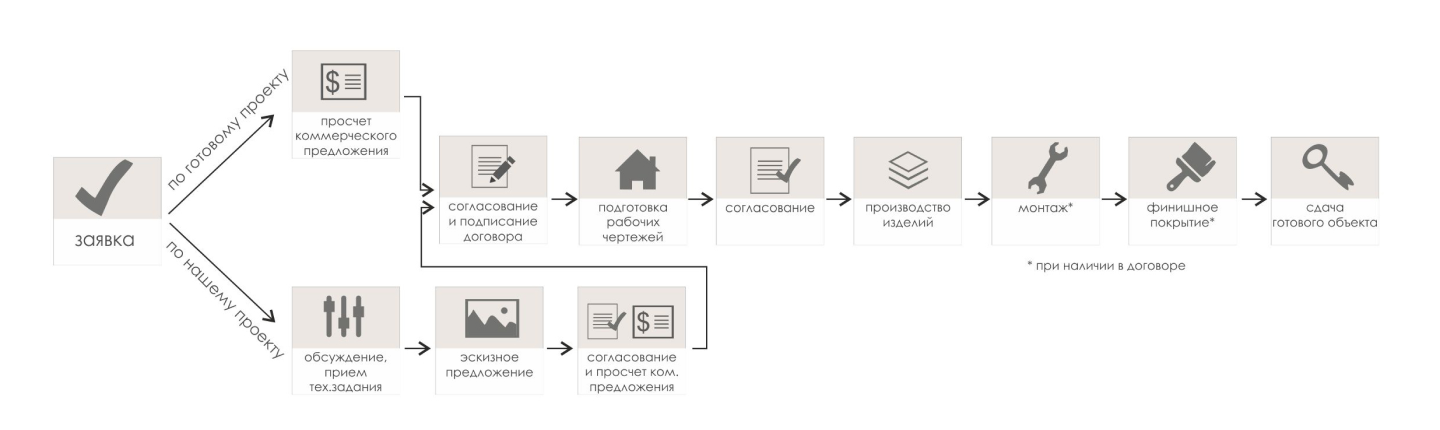 заявка
по готовому проекту
по нашему проекту
$
просчет
коммерческого
предложения
обсуждение,
прием
тех.задания
эскизное
предложение
$
согласование
и просчет ком.
предложения
согласование
и подписание
договора
подготовка
рабочих
чертежей
согласование
производство
изделий
монтаж*
финишное
покрытие*
сдача
готового объекта
* при наличии в договоре